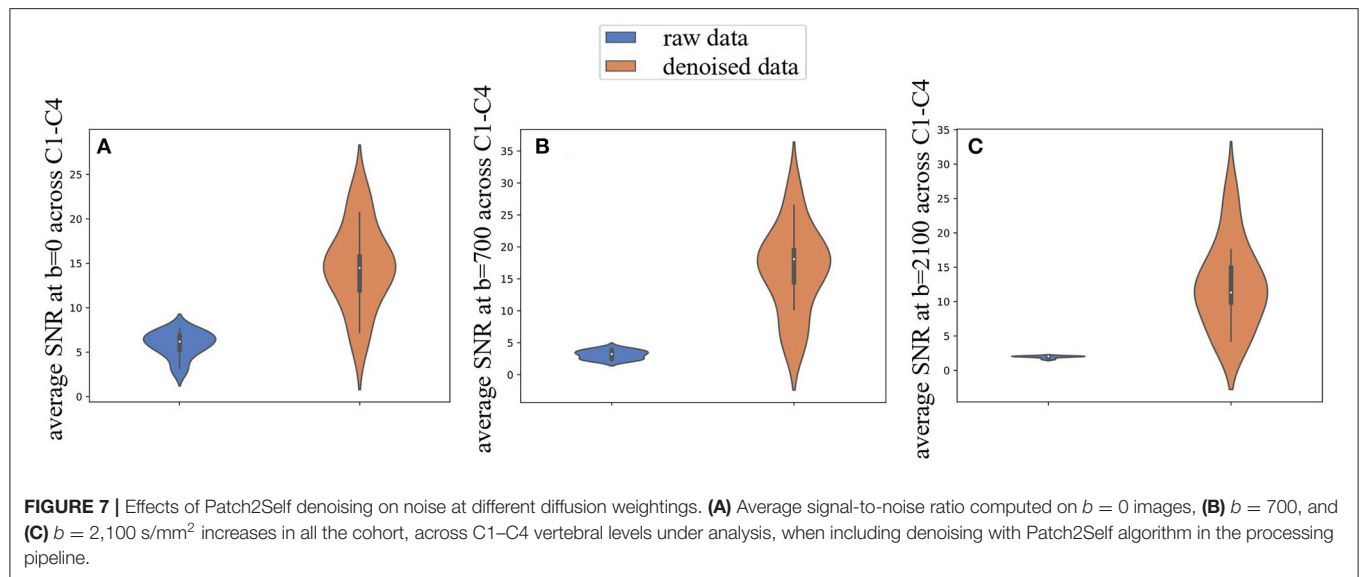 raw data
denoised data
A
average SNR at b=0 across C1-C4
25
20
15
10
5
0
B
average SNR at b=700 across C1-C4
35
30
25
20
15
10
5
0
C
average SNR at b=2100 across C1-C4
35
30
25
20
15
10
5
0
FIGURE 7 | Effects of Patch2Self denoising on noise at different diffusion weightings. (A) Average signal-to-noise ratio computed on b = 0 images, (B) b = 700, and
(C) b = 2,100 s/mm² increases in all the cohort, across C1–C4 vertebral levels under analysis, when including denoising with Patch2Self algorithm in the processing
pipeline.